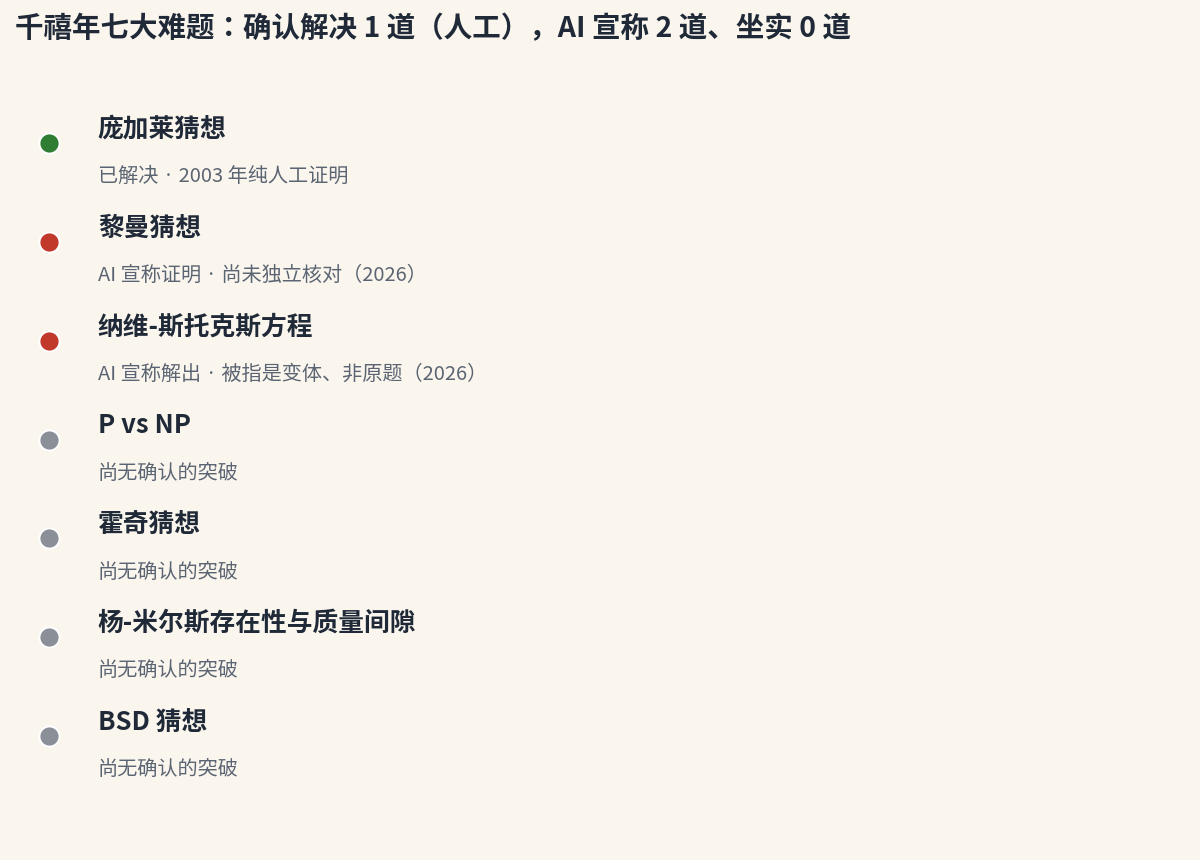 千禧年七大难题：确认解决 1 道（人工），AI 宣称 2 道、坐实 0 道
庞加莱猜想
已解决 · 2003 年纯人工证明
黎曼猜想
AI 宣称证明 · 尚未独立核对（2026）
纳维-斯托克斯方程
AI 宣称解出 · 被指是变体、非原题（2026）
P vs NP
尚无确认的突破
霍奇猜想
尚无确认的突破
杨-米尔斯存在性与质量间隙
尚无确认的突破
BSD 猜想
尚无确认的突破